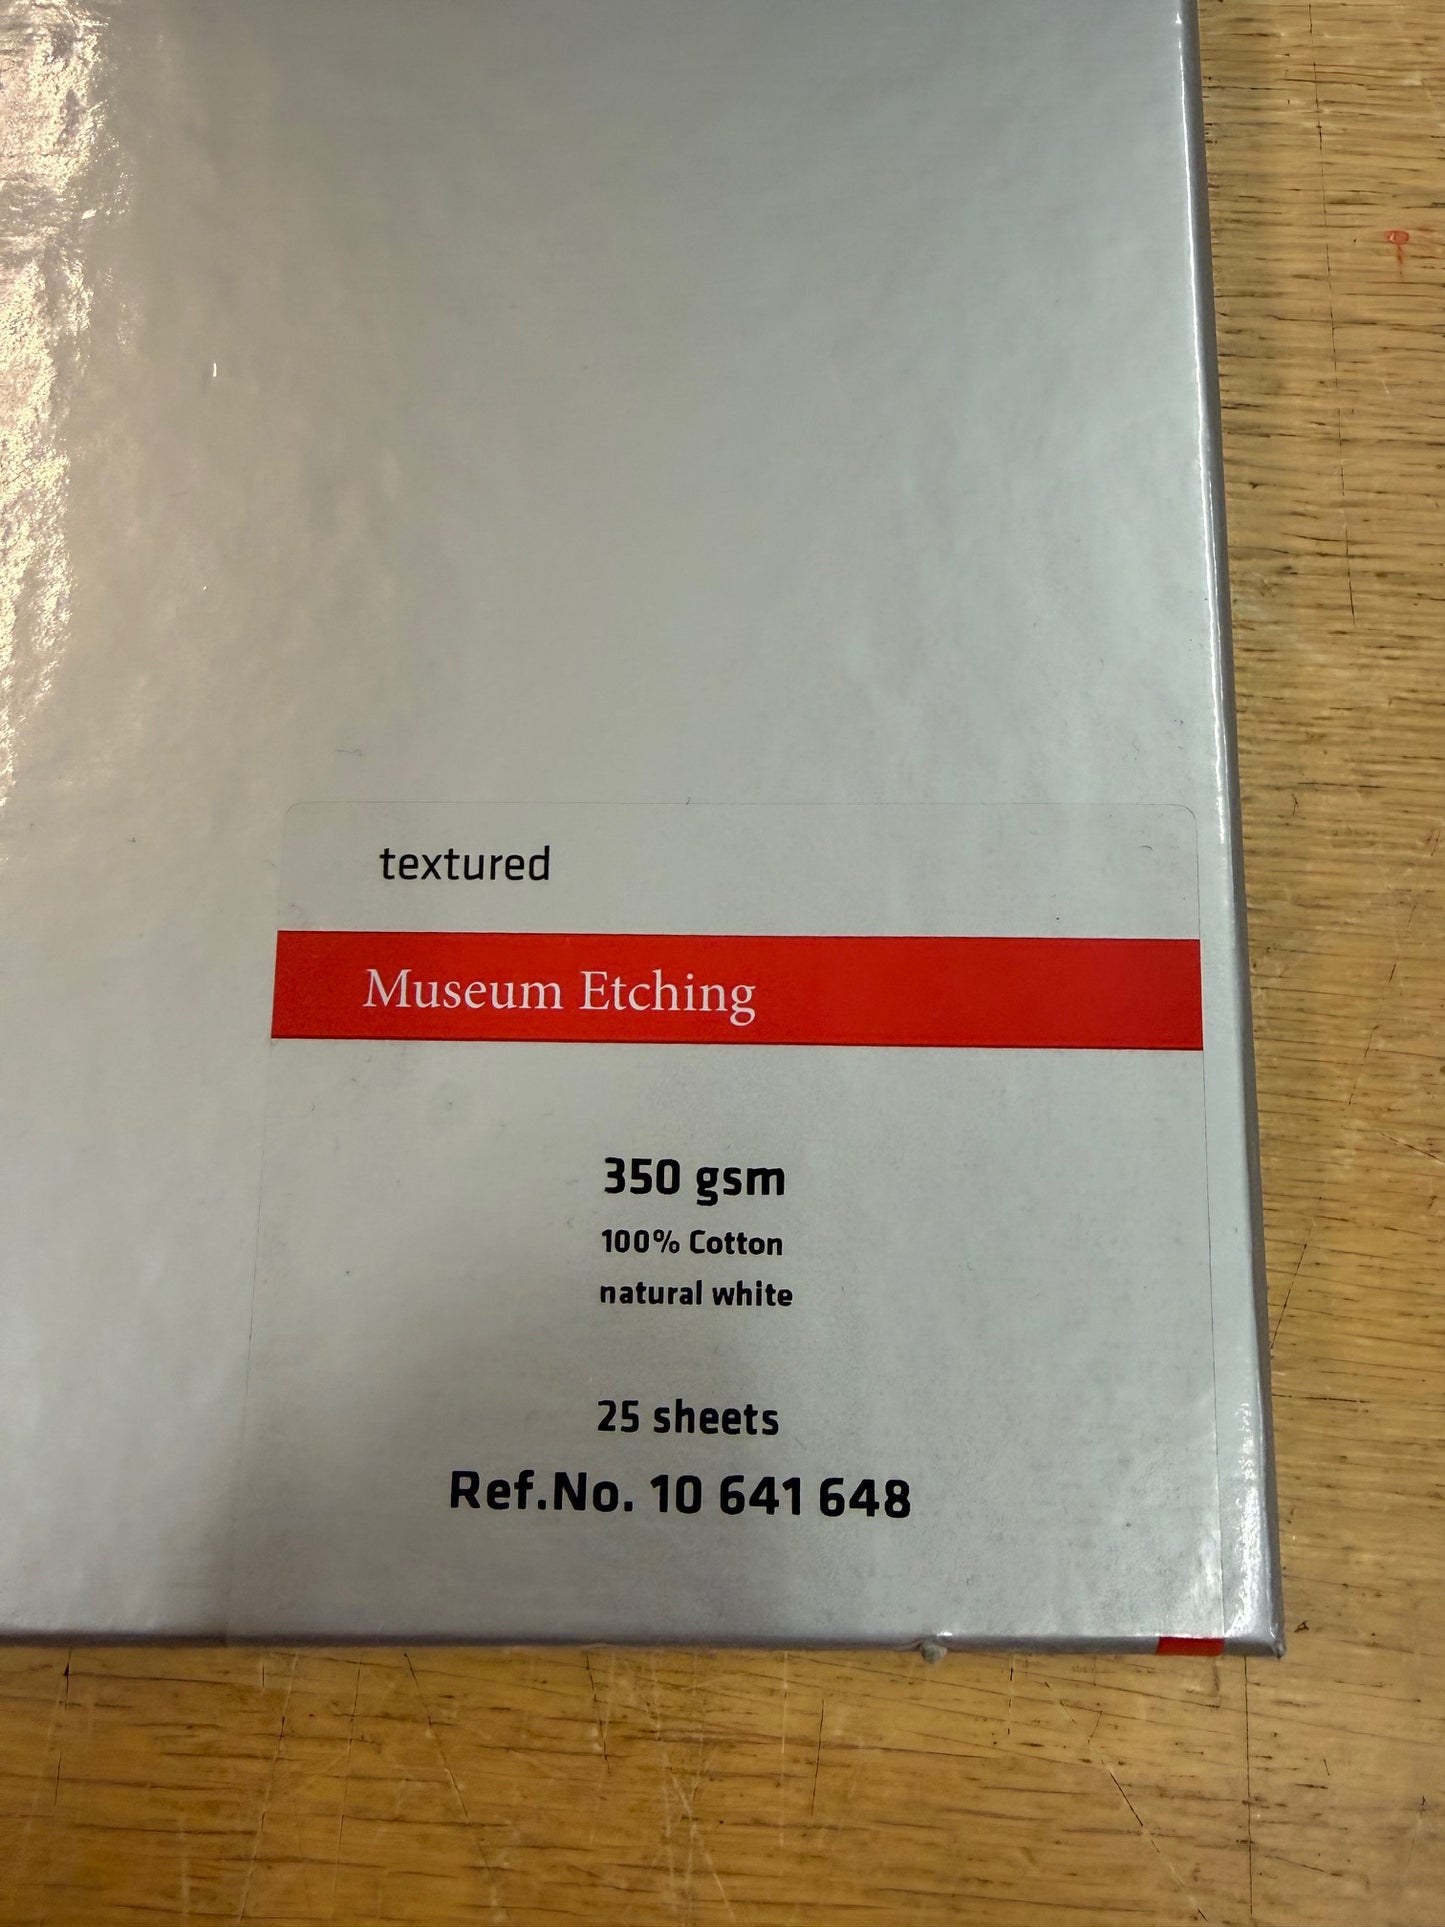 textured
Museum Etching
350 gsm
100% Cotton
natural white
25 sheets
Ref.No. 10 641 648